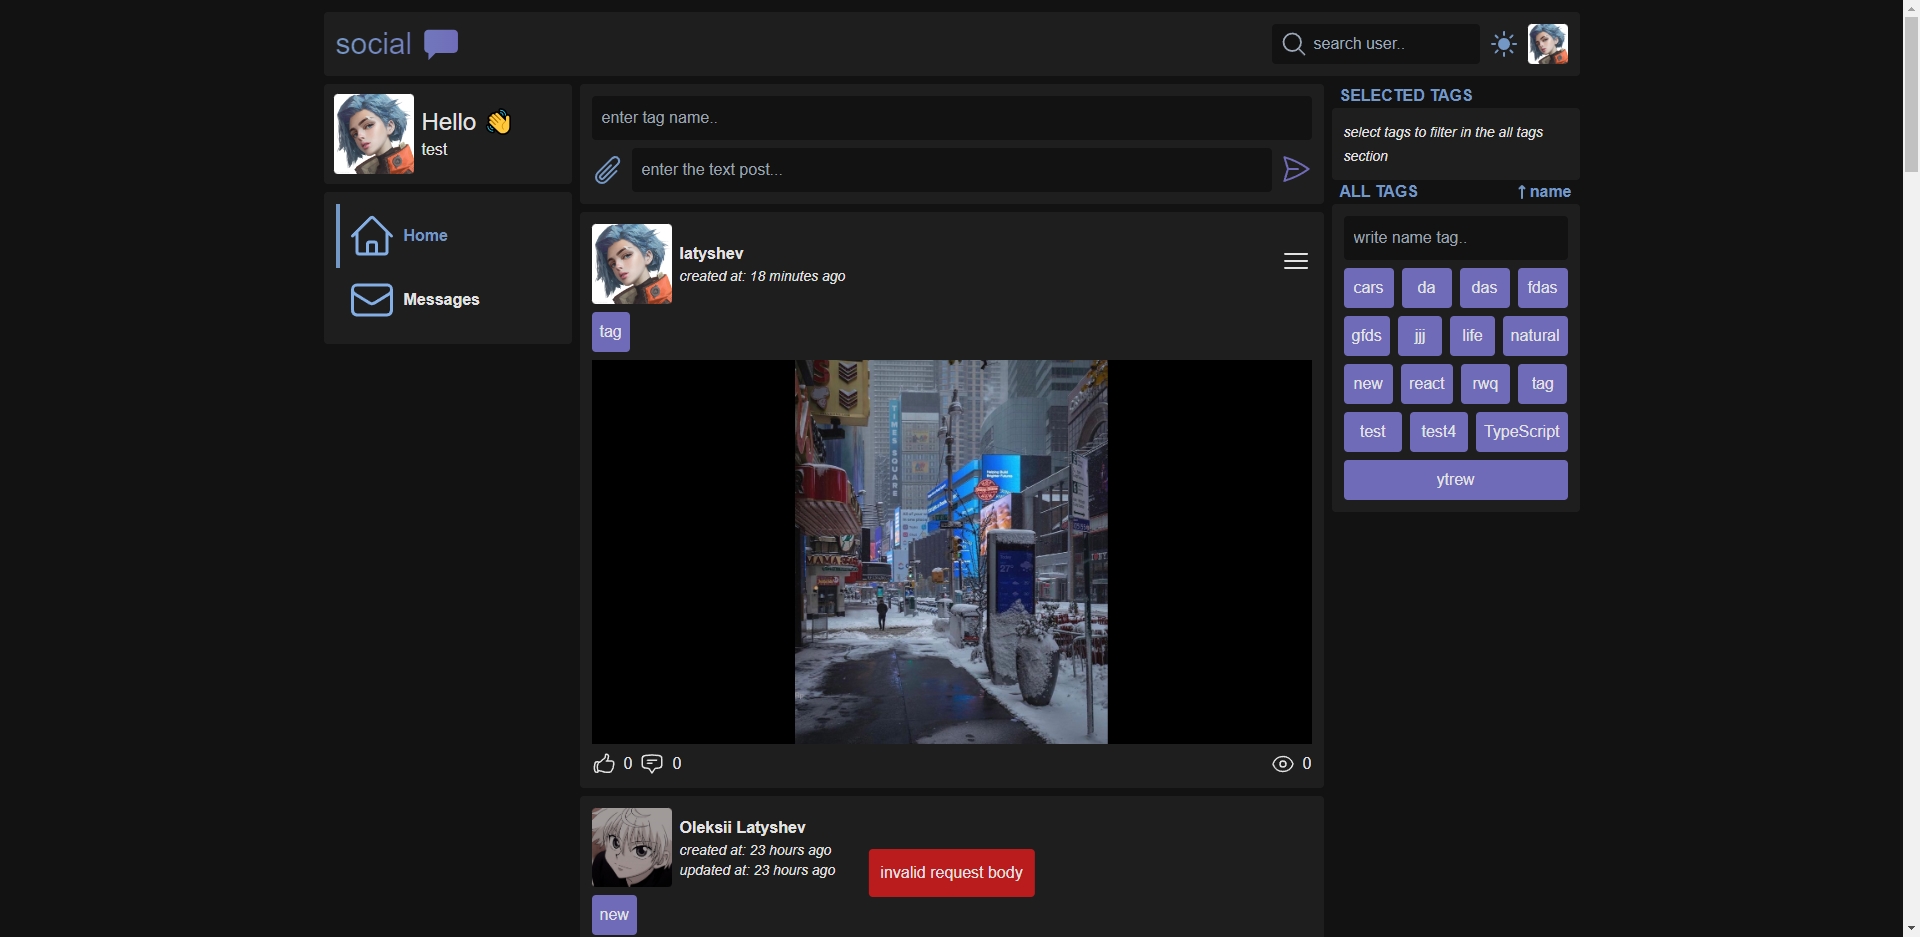 social
search user..
Hello 👋
test
Home
Messages
enter tag name..
enter the text post...
latyshev
created at: 18 minutes ago
tag
TIMES SQUARE
0
0
0
Oleksii Latyshev
created at: 23 hours ago
updated at: 23 hours ago
new
invalid request body
SELECTED TAGS
select tags to filter in the all tags
section
ALL TAGS
↑ name
write name tag..
cars da das fdas
gfds jjj life natural
new react rwq tag
test test4 TypeScript
ytrew